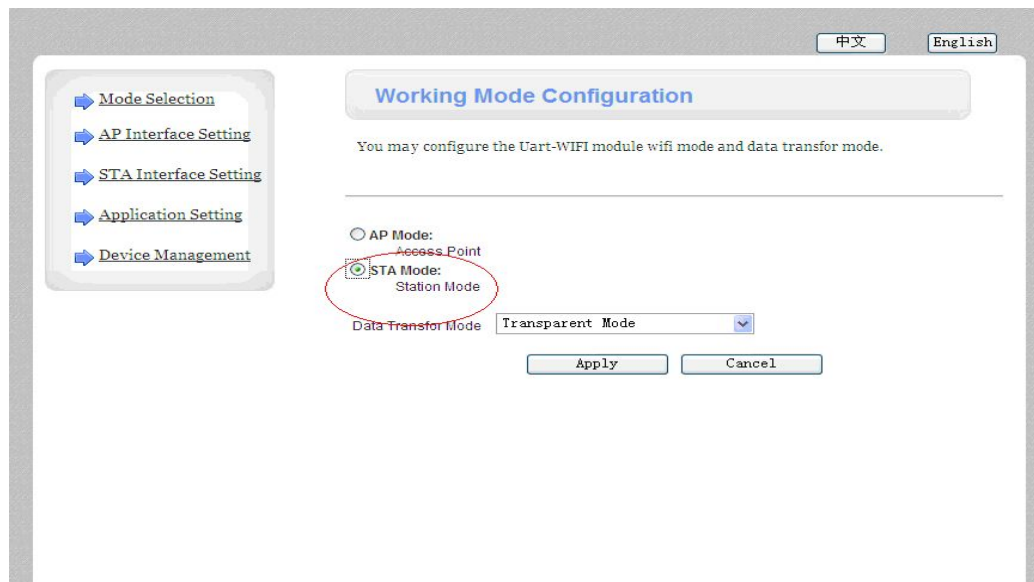 中文
English
Mode Selection
AP Interface Setting
STA Interface Setting
Application Setting
Device Management
Working Mode Configuration
You may configure the Uart-WIFI module wifi mode and data transfor mode.
AP Mode:
Access Point
STA Mode:
Station Mode
Data Transfor Mode Transparent Mode
Apply Cancel